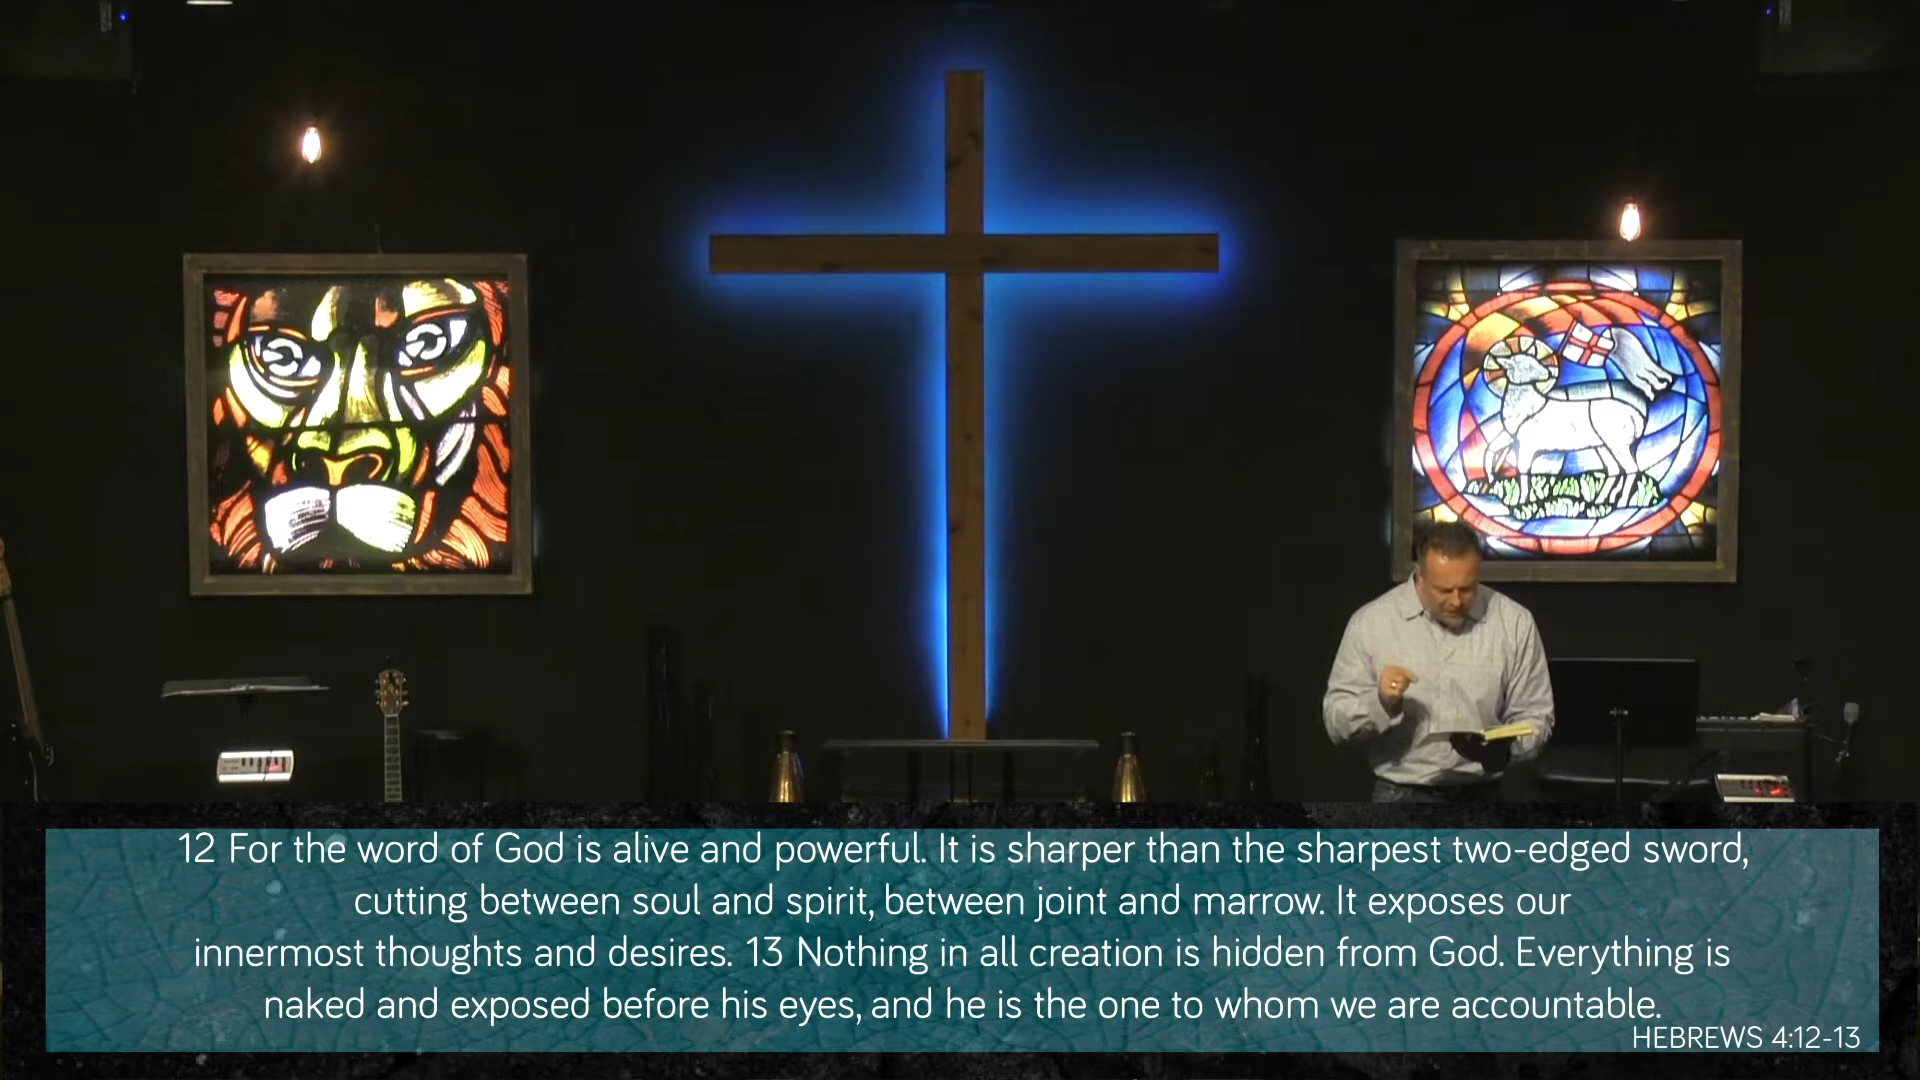 12 For the word of God is alive and powerful. It is sharper than the sharpest two-edged sword,
cutting between soul and spirit, between joint and marrow. It exposes our
innermost thoughts and desires. 13 Nothing in all creation is hidden from God. Everything is
naked and exposed before his eyes, and he is the one to whom we are accountable.
HEBREWS 4:12-13